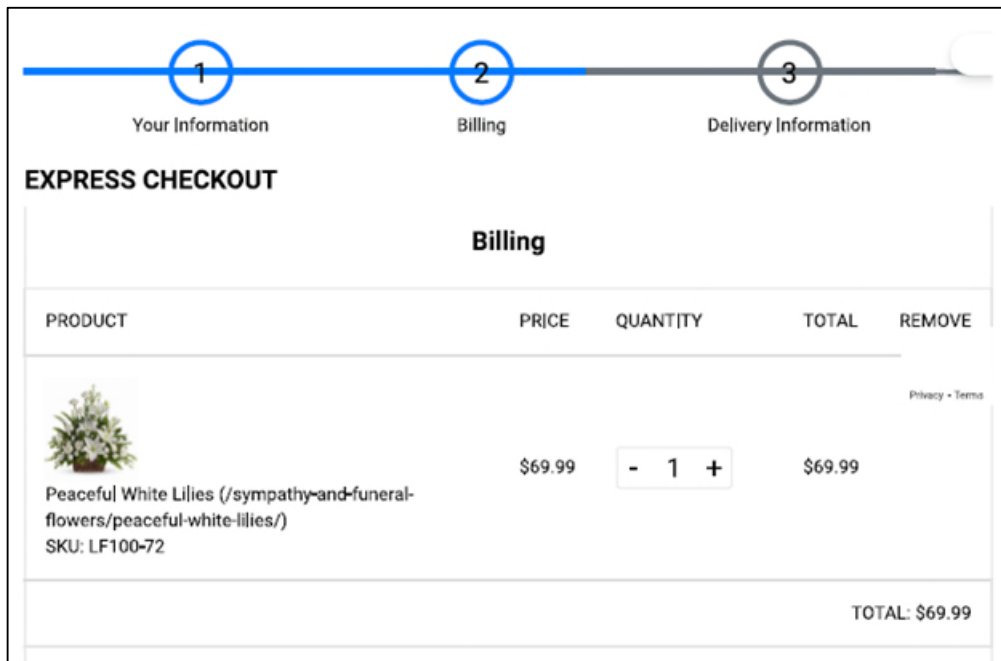 1 2 3
Your Information Billing Delivery Information
EXPRESS CHECKOUT
Billing
PRODUCT PRICE QUANTITY TOTAL REMOVE
Privacy - Terms
$69.99 - 1 + $69.99
Peaceful White Lilies (/sympathy-and-funeral-
flowers/peaceful-white-lilies/)
SKU: LF100-72
TOTAL: $69.99